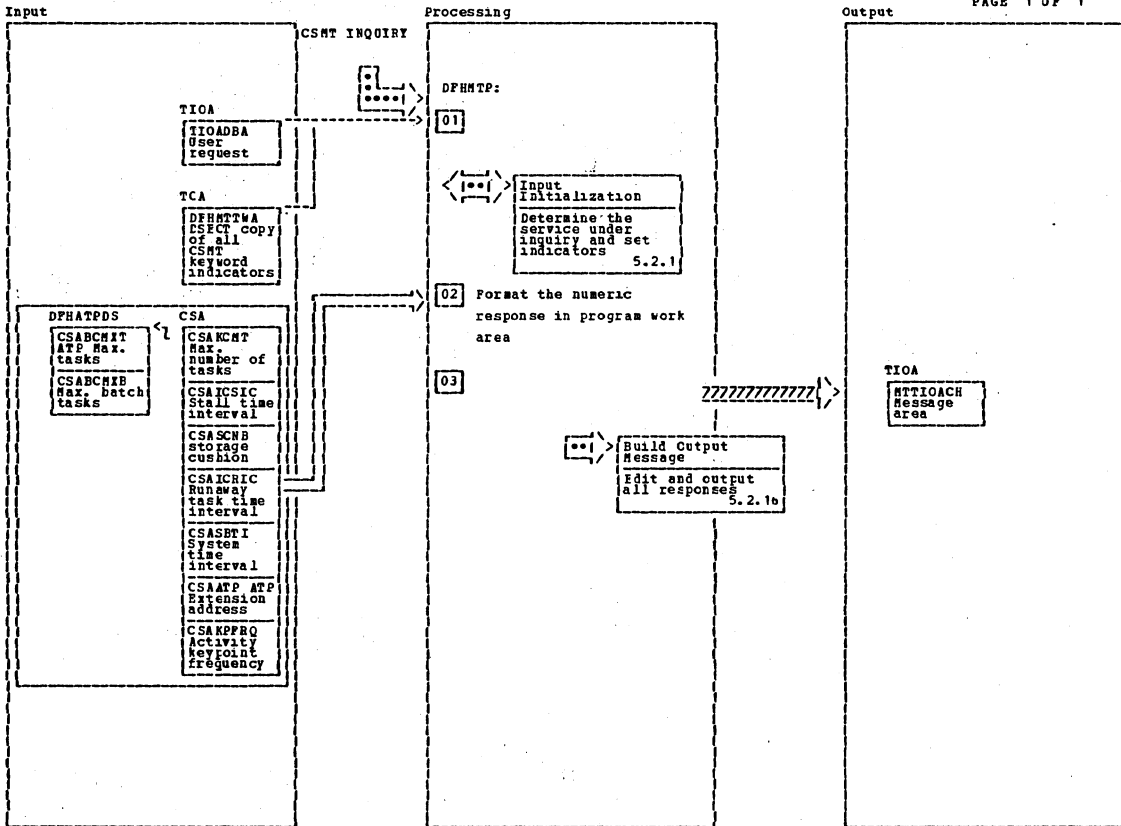 PAGE 1 OF 1
Input
Processing
Output
CSMT INQUIRY
DFHMTP:
TIOA
TIOADBA
User
request
01
TCA
DFHMTTWA
DSECT copy
of all
CSMT
keyword
indicators
Input
Initialization
Determine the
service under
inquiry and set
indicators
5.2.1
02 Format the numeric
response in program work
area
DFHATPDS
CSABCMIT
ATP Max.
tasks
CSABCMIB
Max. batch
tasks
CSA
CSAKCMT
Max.
number of
tasks
CSAICSIC
Stall time
interval
CSASCNB
storage
cushion
CSAICRIC
Runaway
task time
interval
CSASBTI
System
time
interval
CSAATP ATP
Extension
address
CSAKPFRQ
Activity
keypoint
frequency
03
Build Output
Message
Edit and output
all responses
5.2.16
TIOA
MTTIOACH
Message
area